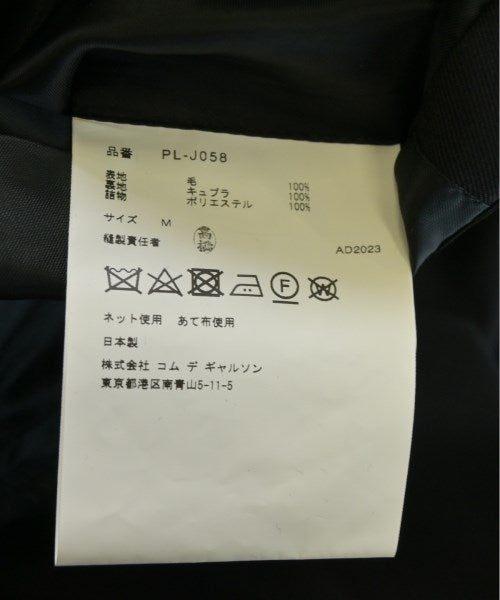 品番 PL-J058
表地 毛 100%
裏地 キュプラ 100%
詰物 ポリエステル 100%
サイズ M
縫製責任者 高橋
AD2023
F
W
ネット使用 あて布使用
日本製
株式会社 コム デ ギャルソン
東京都港区南青山5-11-5